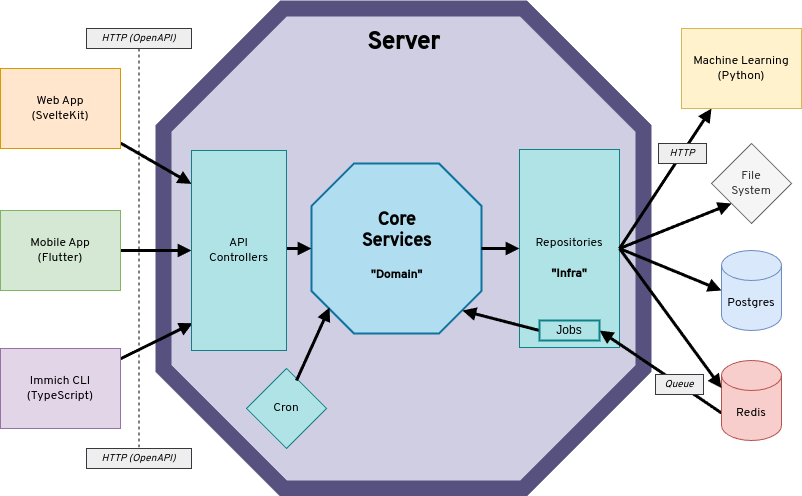 Server
HTTP (OpenAPI)
Web App
(SvelteKit)
Mobile App
(Flutter)
Immich CLI
(TypeScript)
HTTP (OpenAPI)
API
Controllers
Core
Services
"Domain"
Cron
Repositories
"Infra"
Jobs
HTTP
Queue
Machine Learning
(Python)
File
System
Postgres
Redis